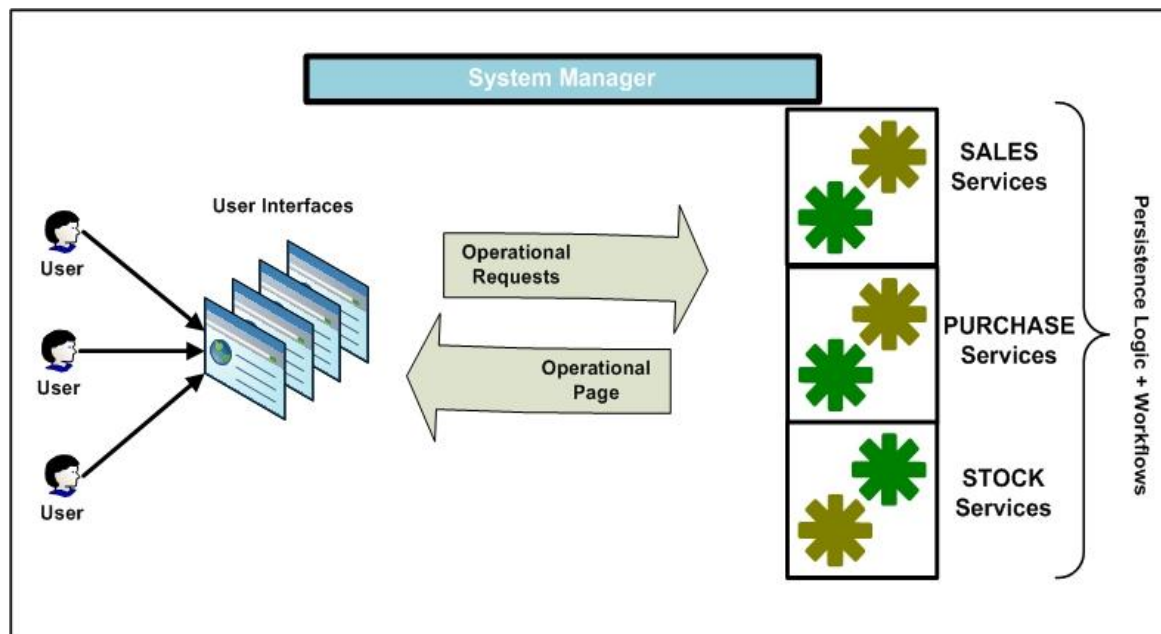 System Manager
SALES
Services
User Interfaces
User
Operational
Requests
PURCHASE
Services
User
Operational
Page
STOCK
Services
User
Persistence Logic + Workflows